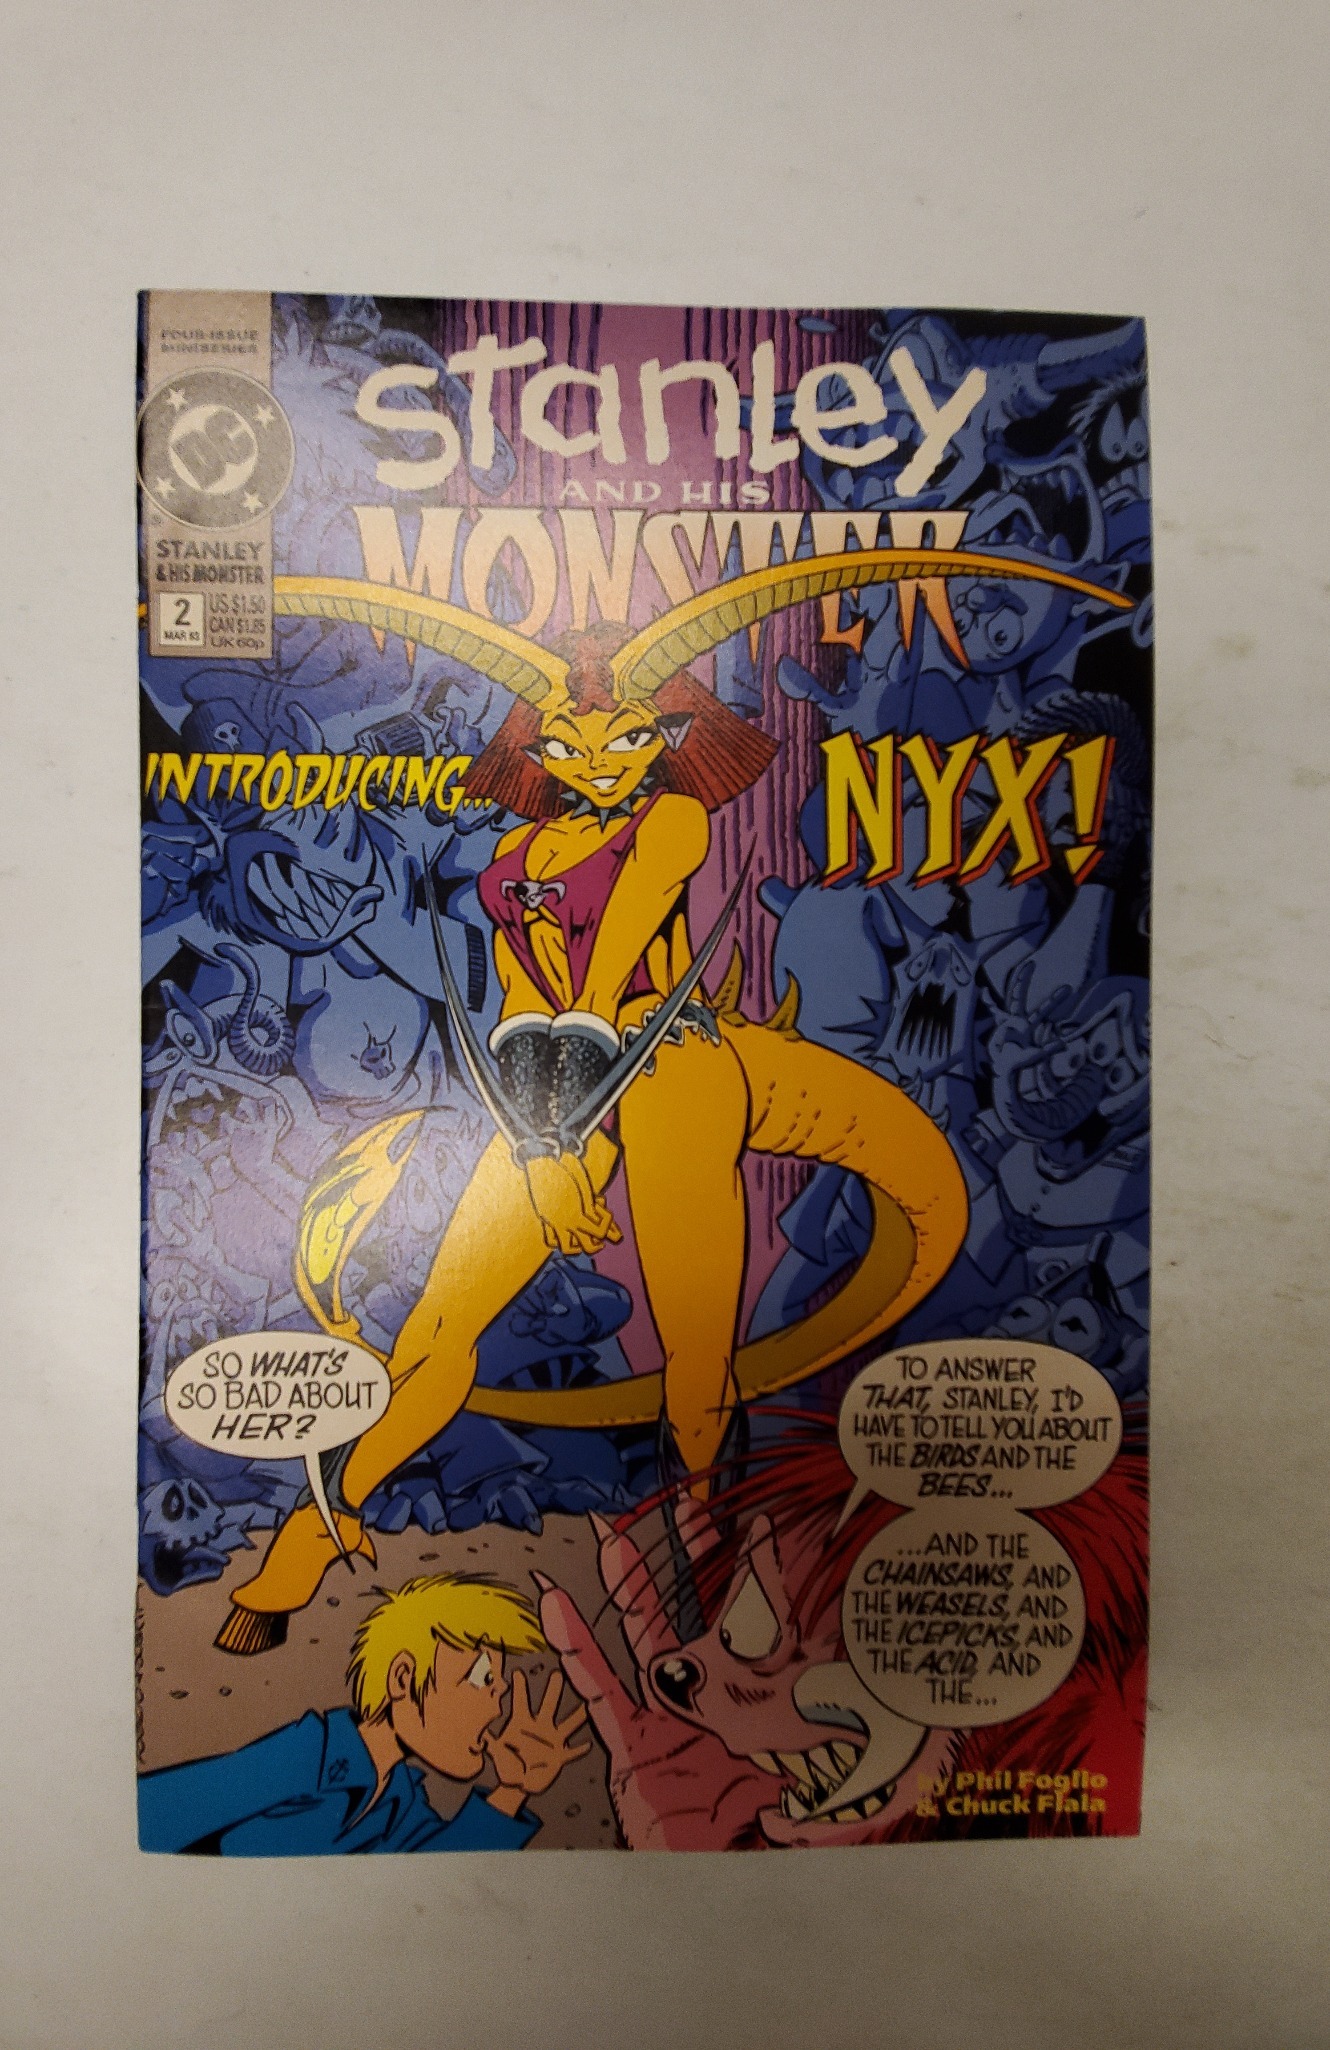 FOUR-ISSUE
MINISERIES
DC
STANLEY
& HIS MONSTER
2
MAR 93
US $1.50
CAN $1.85
UK 60p
stanley
AND HIS
MONSTER
INTRODUCING...
NYX!
SO WHAT'S
SO BAD ABOUT
HER?
TO ANSWER
THAT, STANLEY, I'D
HAVE TO TELL YOU ABOUT
THE BIRDS AND THE
BEES...
...AND THE
CHAINSAWS, AND
THE WEASELS, AND
THE ICEPICKS, AND
THE ACID, AND
THE...
by Phil Foglio
& Chuck Fiala